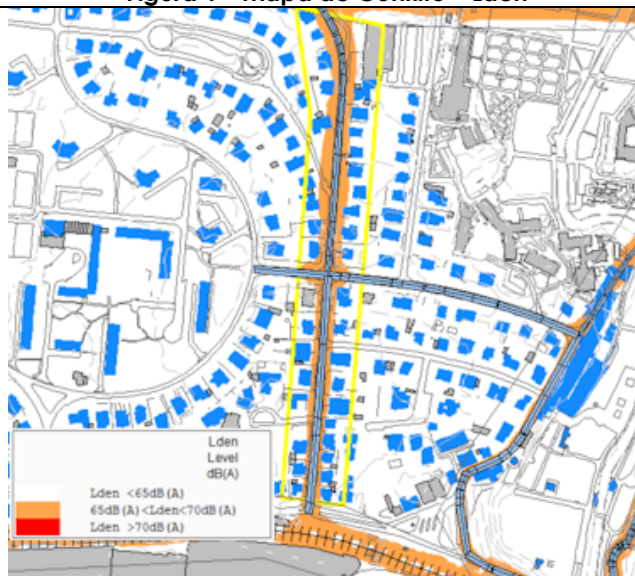 Lden
Level
dB(A)
Lden <65dB(A)
65dB(A)<Lden<70dB(A)
Lden >70dB(A)